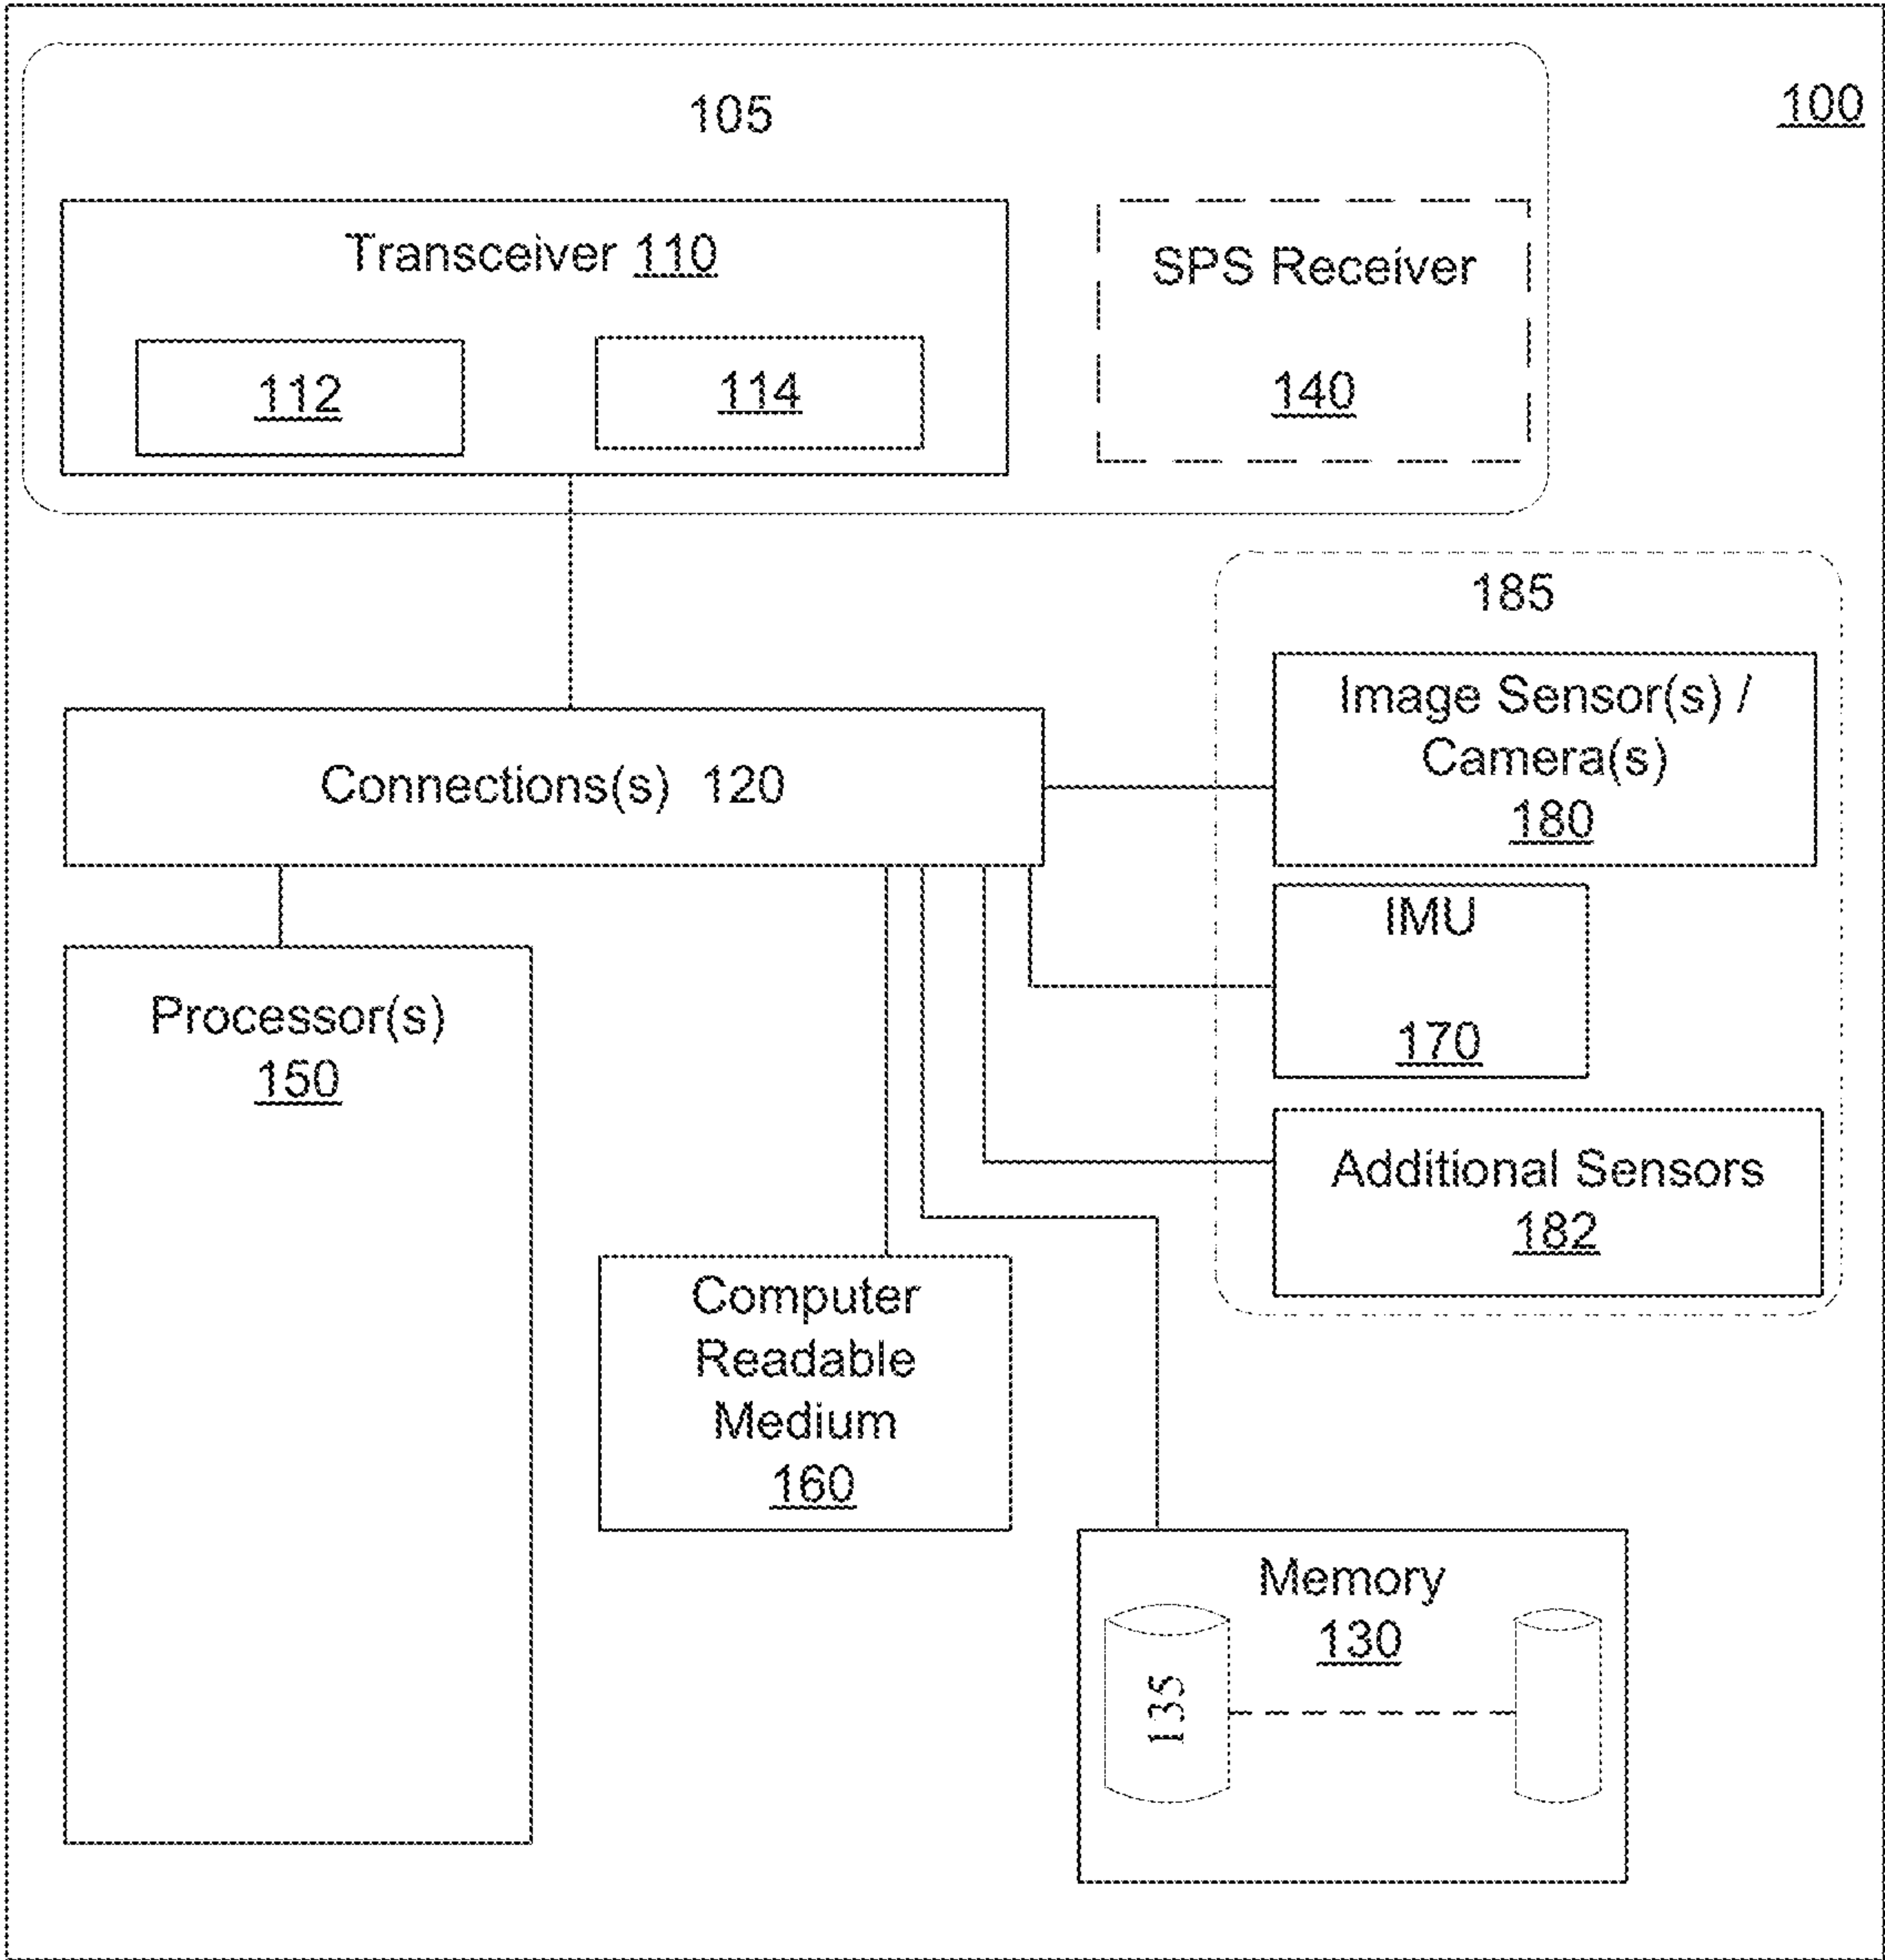 105
100
Transceiver 110
112
114
SPS Receiver
140
185
Image Sensor(s) /
Camera(s)
180
Connections(s) 120
IMU
170
Processor(s)
150
Additional Sensors
182
Computer
Readable
Medium
160
Memory
130
135